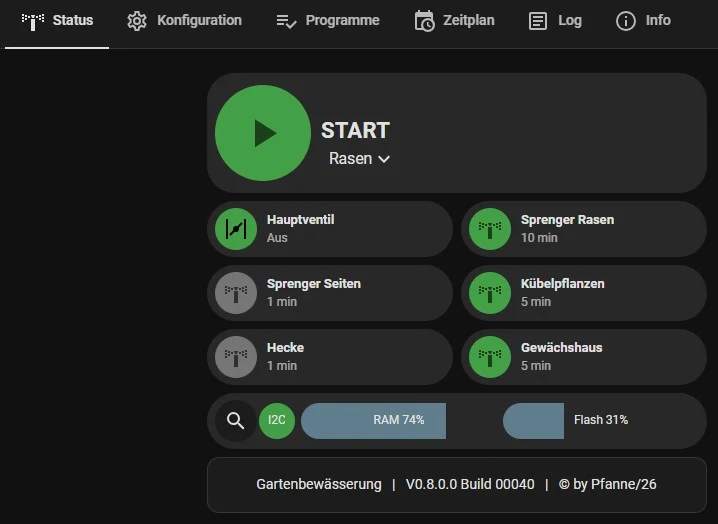 Status Konfiguration Programme Zeitplan Log Info
START
Rasen
Hauptventil
Aus
Sprenger Rasen
10 min
Sprenger Seiten
1 min
Kübelpflanzen
5 min
Hecke
1 min
Gewächshaus
5 min
I2C RAM 74% Flash 31%
Gartenbewässerung | V0.8.0.0 Build 00040 | © by Pfanne/26